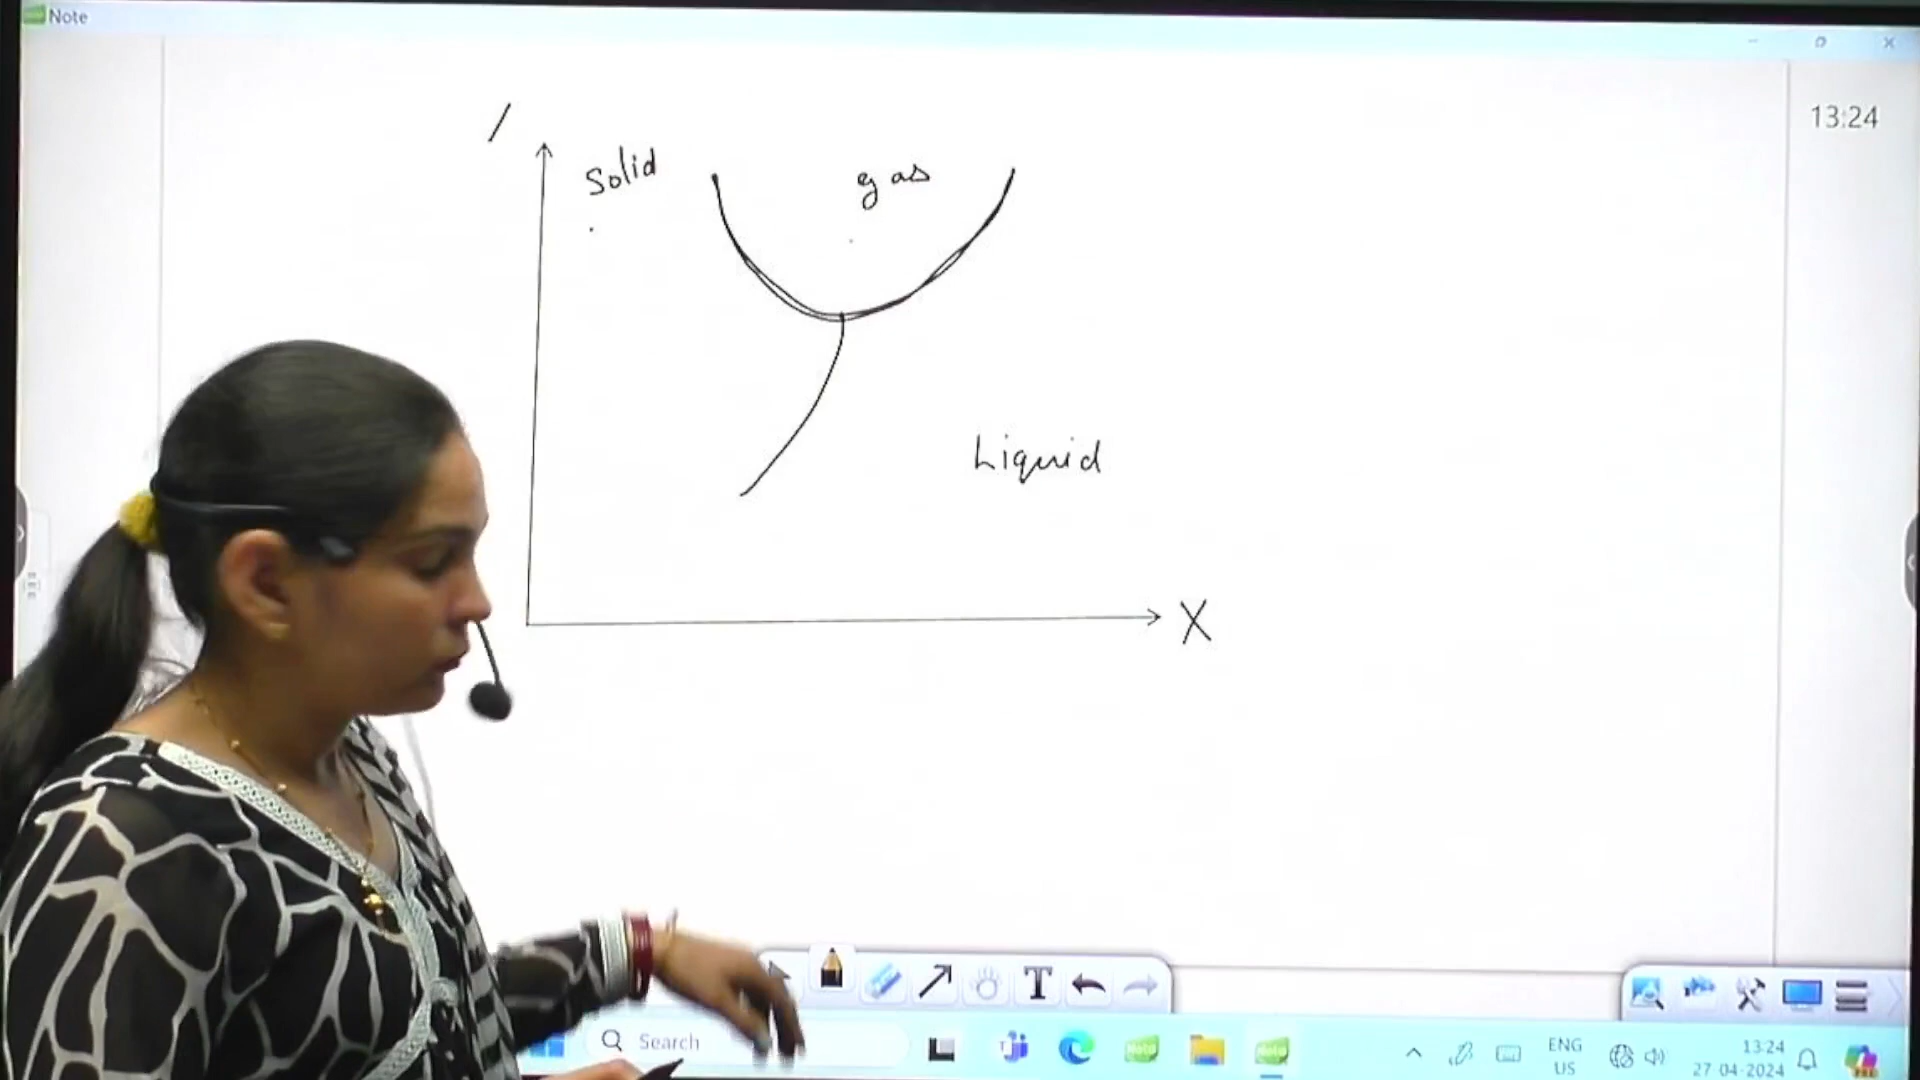 Note
13:24
Solid
gas
Liquid
X
T
Search
ENG
US
13:24
27-04-2024